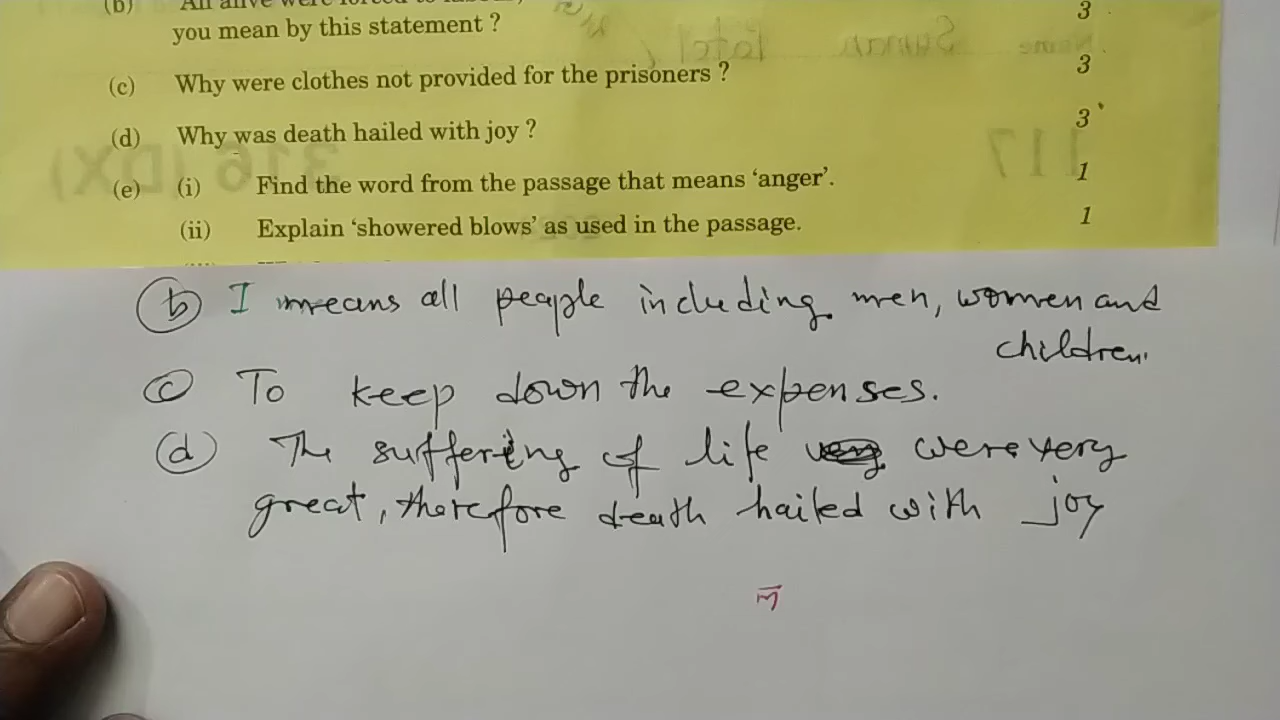 (b)
you mean by this statement ? 3
(c) Why were clothes not provided for the prisoners ? 3
(d) Why was death hailed with joy ? 3
(e) (i) Find the word from the passage that means ‘anger’. 1
(ii) Explain ‘showered blows’ as used in the passage. 1
(b) I means all people including men, women and
children.
(c) To keep down the expenses.
(d) The suffering of life were very
great, therefore death hailed with joy